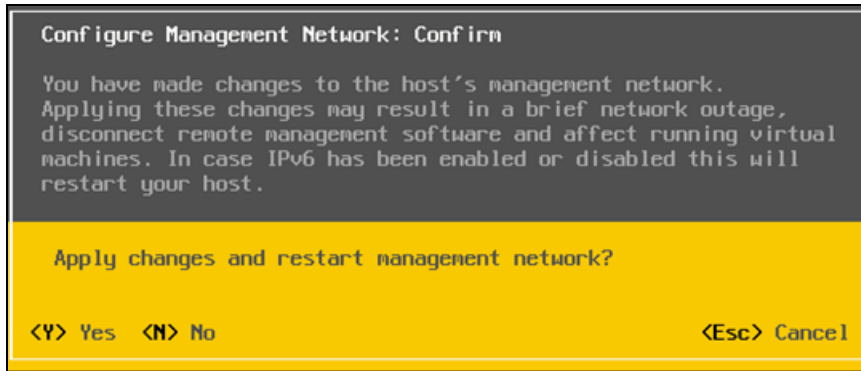 Configure Management Network: Confirm
You have made changes to the host's management network.
Applying these changes may result in a brief network outage,
disconnect remote management software and affect running virtual
machines. In case IPv6 has been enabled or disabled this will
restart your host.
Apply changes and restart management network?
<Y> Yes <N> No <Esc> Cancel